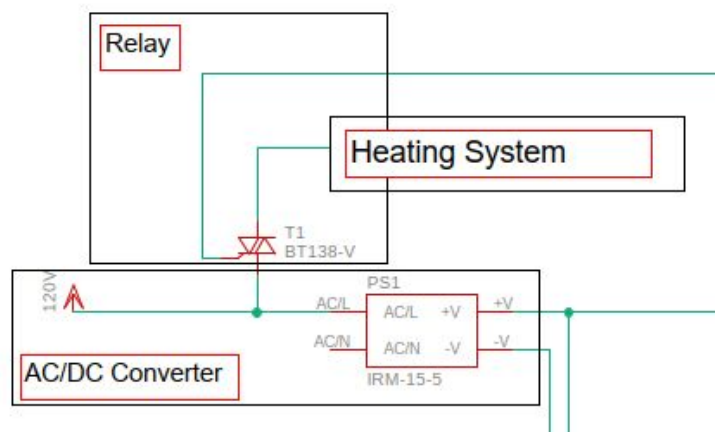 Relay
Heating System
T1
BT138-V
120V
PS1
AC/L
AC/L
+V
+V
AC/N
AC/N
-V
-V
IRM-15-5
AC/DC Converter